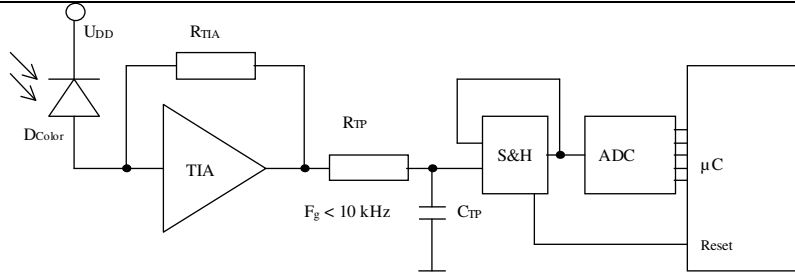 UDD
RTIA
DColor
TIA
RTP
Fg < 10 kHz
CTP
S&H
ADC
µC
Reset